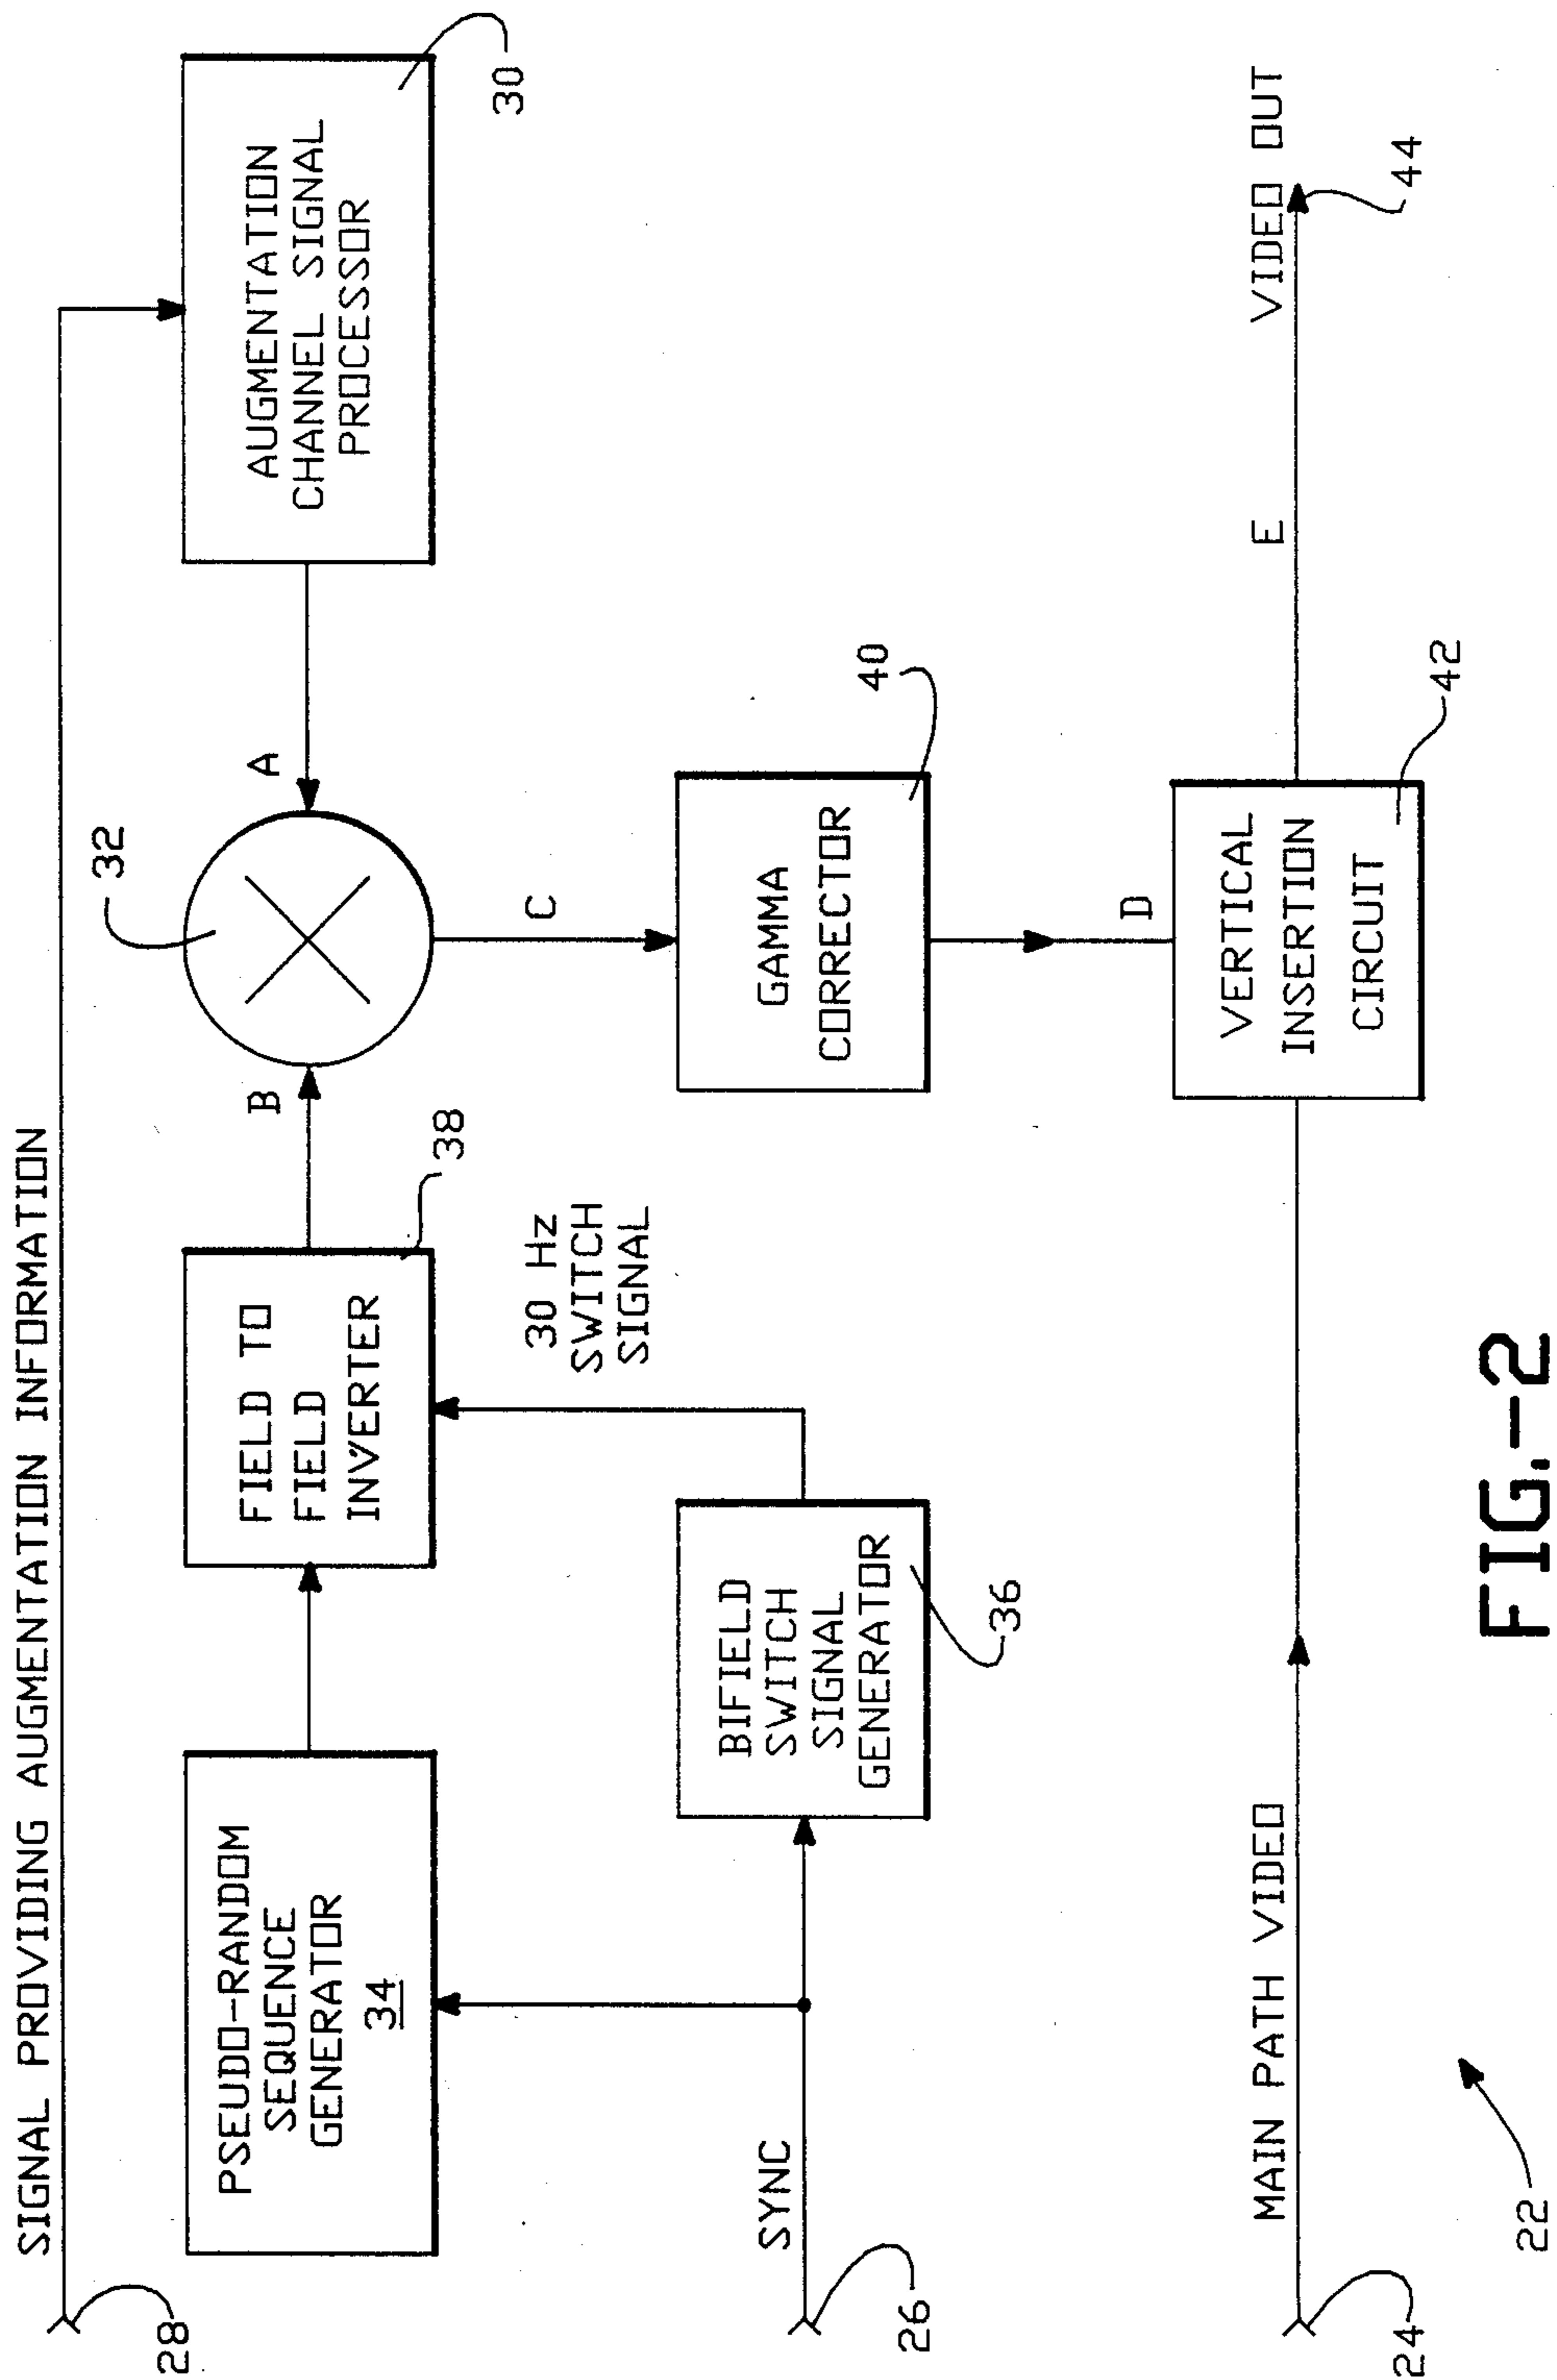 SIGNAL PROVIDING AUGMENTATION INFORMATION
28
PSEUDO-RANDOM
SEQUENCE
GENERATOR
34
FIELD TO
FIELD
INVERTER
38
B
32
A
AUGMENTATION
CHANNEL SIGNAL
PROCESSOR
30
30 Hz
SWITCH
SIGNAL
C
SYNC
26
BIFIELD
SWITCH
SIGNAL
GENERATOR
36
GAMMA
CORRECTOR
40
D
MAIN PATH VIDEO
24
VERTICAL
INSERTION
CIRCUIT
42
E
VIDEO OUT
44
22
FIG.-2